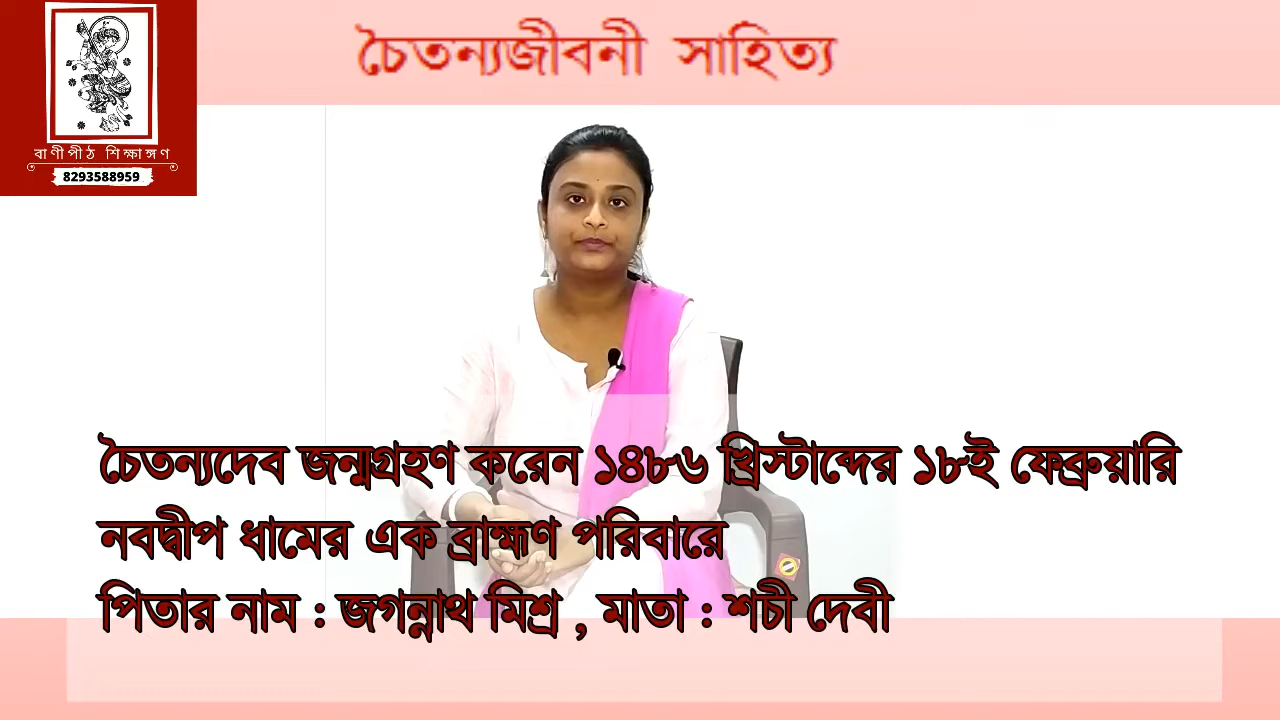 চৈতন্যজীবনী সাহিত্য
বাণীপীঠ শিক্ষাঙ্গণ
8293588959
চৈতন্যদেব জন্মগ্রহণ করেন ১৪৮৬ খ্রিস্টাব্দের ১৮ই ফেব্রুয়ারি
নবদ্বীপ ধামের এক ব্রাহ্মণ পরিবারে
পিতার নাম : জগন্নাথ মিশ্র , মাতা : শচী দেবী